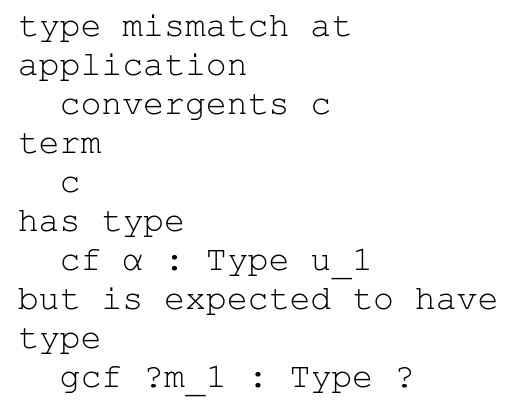 type mismatch at
application
  convergents c
term
  c
has type
  cf α : Type u_1
but is expected to have
type
  gcf ?m_1 : Type ?